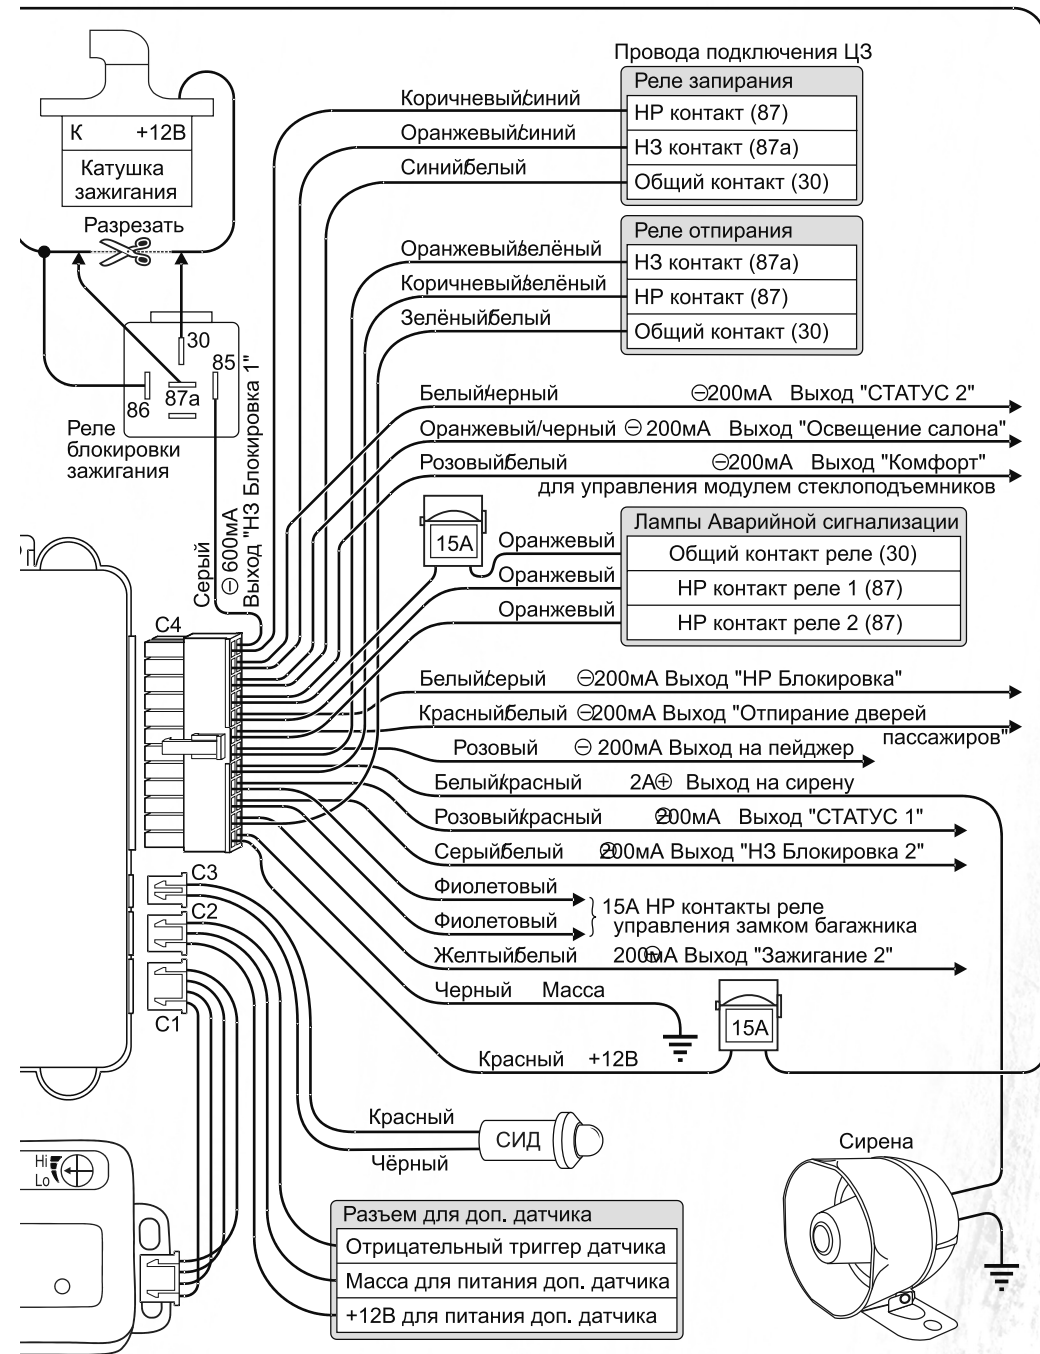 Провода подключения ЦЗ
Реле запирания
Коричневый/синий
НР контакт (87)
Оранжевый/синий
НЗ контакт (87а)
Синий/белый
Общий контакт (30)
К +12В
Катушка
зажигания
Разрезать
Реле отпирания
Оранжевый/зелёный
НЗ контакт (87а)
Коричневый/зелёный
НР контакт (87)
Зелёный/белый
Общий контакт (30)
30
85
86
87а
Реле
блокировки
зажигания
Серый
⊖ 600мА
Выход "НЗ Блокировка 1"
Белый/черный ⊖200мА Выход "СТАТУС 2"
Оранжевый/черный ⊖ 200мА Выход "Освещение салона"
Розовый/белый ⊖200мА Выход "Комфорт"
для управления модулем стеклоподъемников
15А
Лампы Аварийной сигнализации
Оранжевый
Общий контакт реле (30)
Оранжевый
НР контакт реле 1 (87)
Оранжевый
НР контакт реле 2 (87)
С4
Белый/серый ⊖200мА Выход "НР Блокировка"
Красный/белый ⊖200мА Выход "Отпирание дверей
пассажиров"
Розовый ⊖ 200мА Выход на пейджер
Белый/красный 2А⊕ Выход на сирену
Розовый/красный ⊖200мА Выход "СТАТУС 1"
Серый/белый ⊖200мА Выход "НЗ Блокировка 2"
Фиолетовый
Фиолетовый
15А НР контакты реле
управления замком багажника
Желтый/белый 200мА Выход "Зажигание 2"
Черный Масса
Красный +12В
15А
С3
С2
С1
Красный
СИД
Чёрный
Сирена
Hi
Lo
Разъем для доп. датчика
Отрицательный триггер датчика
Масса для питания доп. датчика
+12В для питания доп. датчика